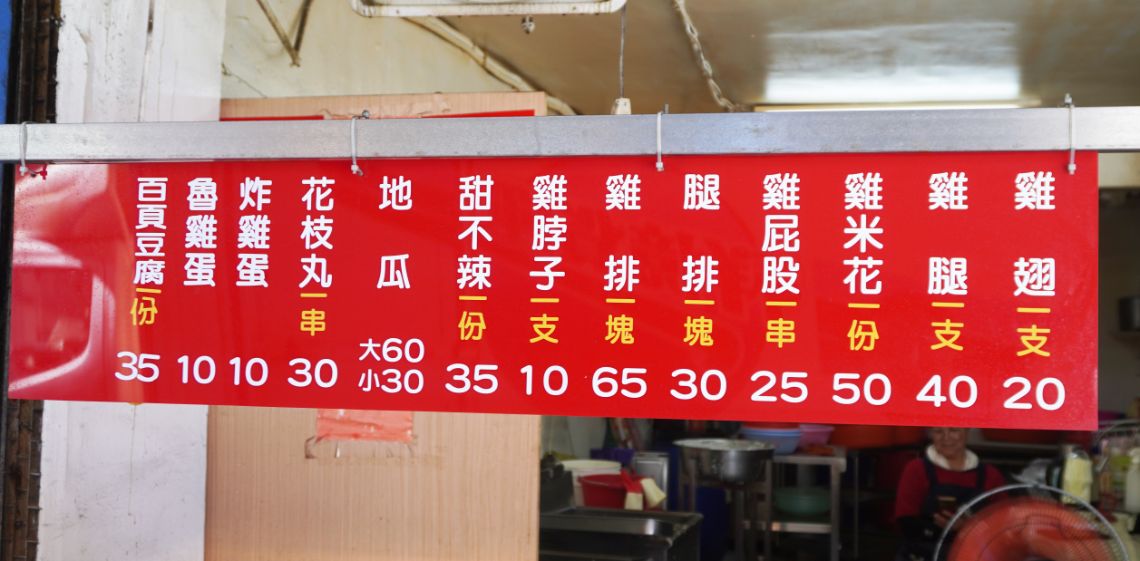 雞翅一支 20
雞腿一支 40
雞米花一份 50
雞屁股一串 25
腿排一塊 30
雞排一塊 65
雞脖子一支 10
甜不辣一份 35
地瓜 大60 小30
花枝丸一串 30
炸雞蛋 10
魯雞蛋 10
百頁豆腐一份 35